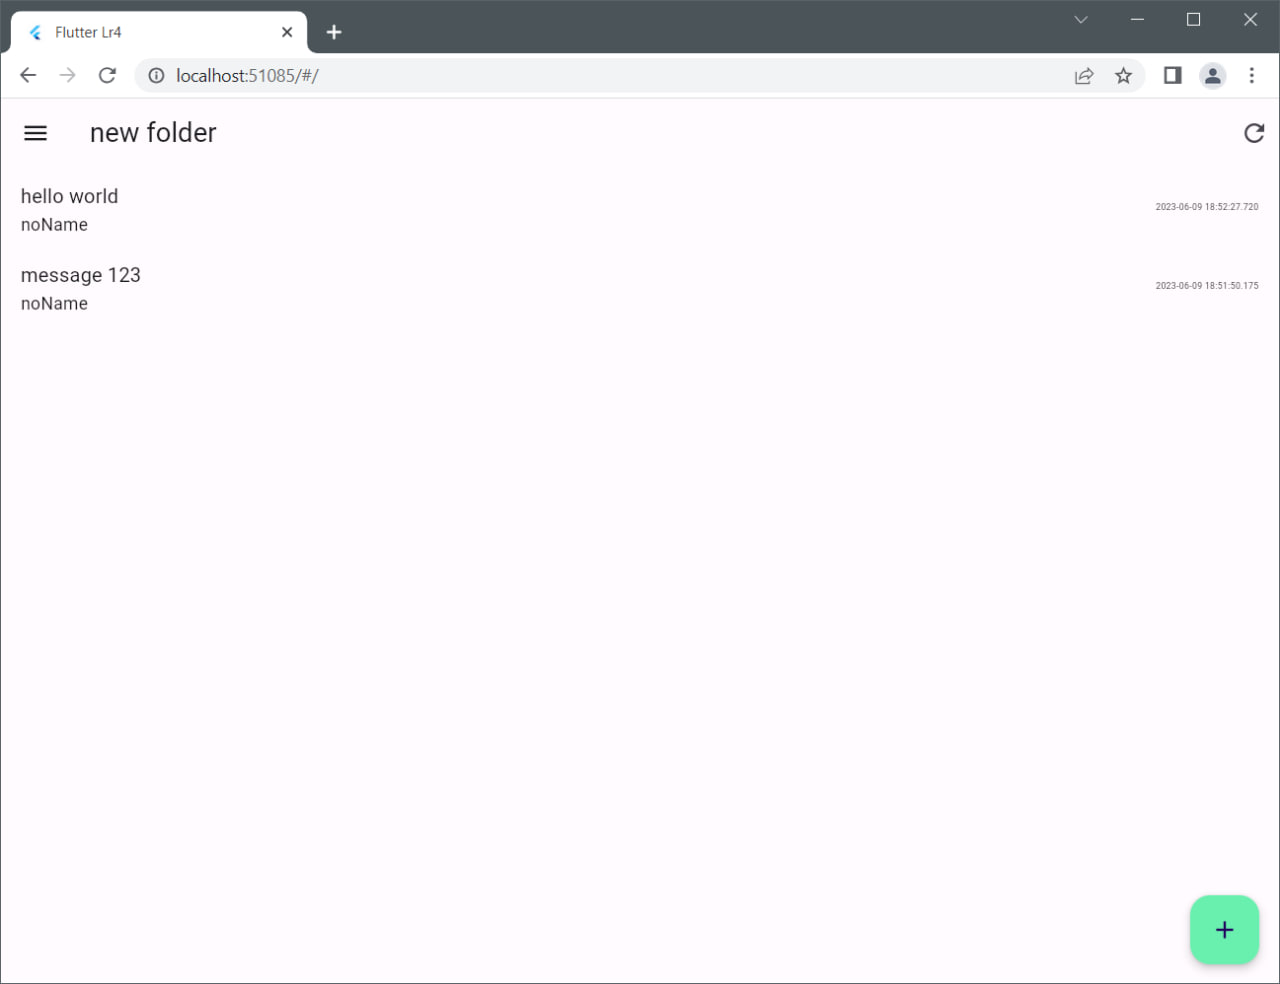 Flutter Lr4
localhost:51085/#/
new folder
hello world
2023-06-09 18:52:27.720
noName
message 123
2023-06-09 18:51:50.175
noName